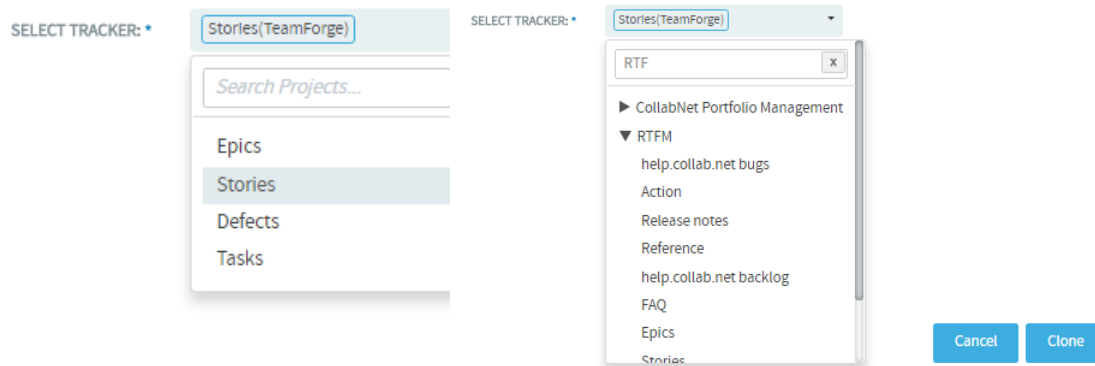 SELECT TRACKER: *
Stories(TeamForge)
Search Projects...
Epics
Stories
Defects
Tasks
SELECT TRACKER: *
Stories(TeamForge)
RTF
X
CollabNet Portfolio Management
RTFM
help.collab.net bugs
Action
Release notes
Reference
help.collab.net backlog
FAQ
Epics
Stories
Cancel
Clone